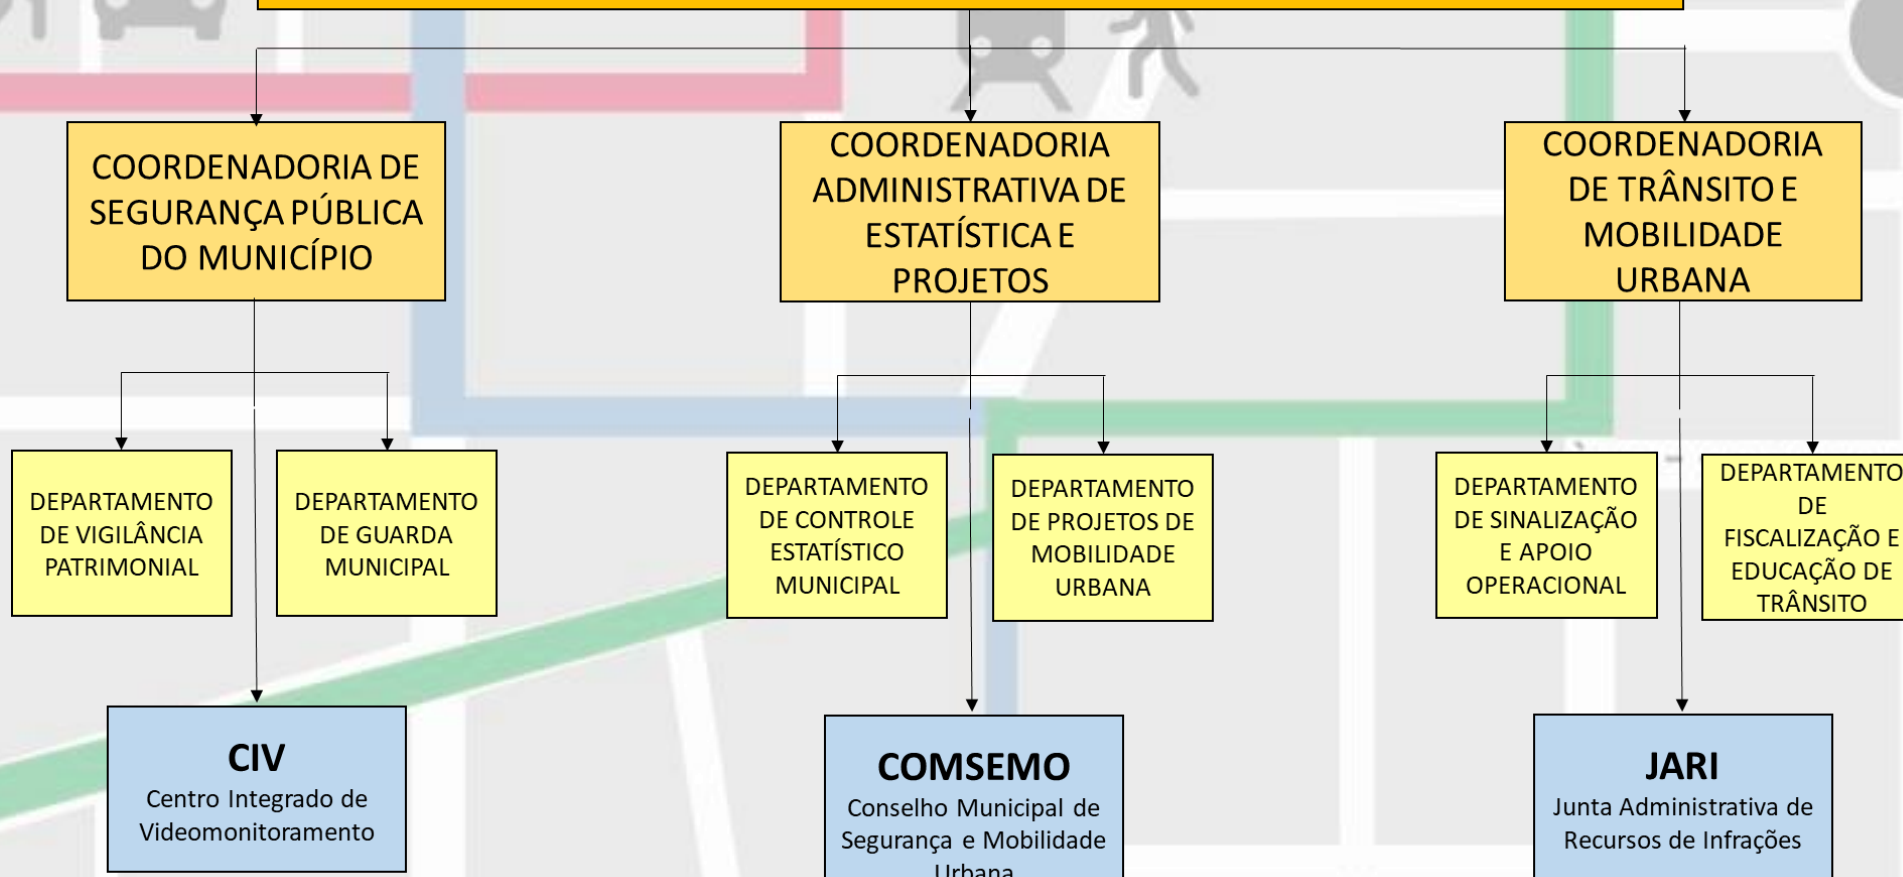 COORDENADORIA DE
SEGURANÇA PÚBLICA
DO MUNICÍPIO
COORDENADORIA
ADMINISTRATIVA DE
ESTATÍSTICA E
PROJETOS
COORDENADORIA
DE TRÂNSITO E
MOBILIDADE
URBANA
DEPARTAMENTO
DE VIGILÂNCIA
PATRIMONIAL
DEPARTAMENTO
DE GUARDA
MUNICIPAL
DEPARTAMENTO
DE CONTROLE
ESTATÍSTICO
MUNICIPAL
DEPARTAMENTO
DE PROJETOS DE
MOBILIDADE
URBANA
DEPARTAMENTO
DE SINALIZAÇÃO
E APOIO
OPERACIONAL
DEPARTAMENTO
DE
FISCALIZAÇÃO E
EDUCAÇÃO DE
TRÂNSITO
CIV
Centro Integrado de
Videomonitoramento
COMSEMO
Conselho Municipal de
Segurança e Mobilidade
Urbana
JARI
Junta Administrativa de
Recursos de Infrações